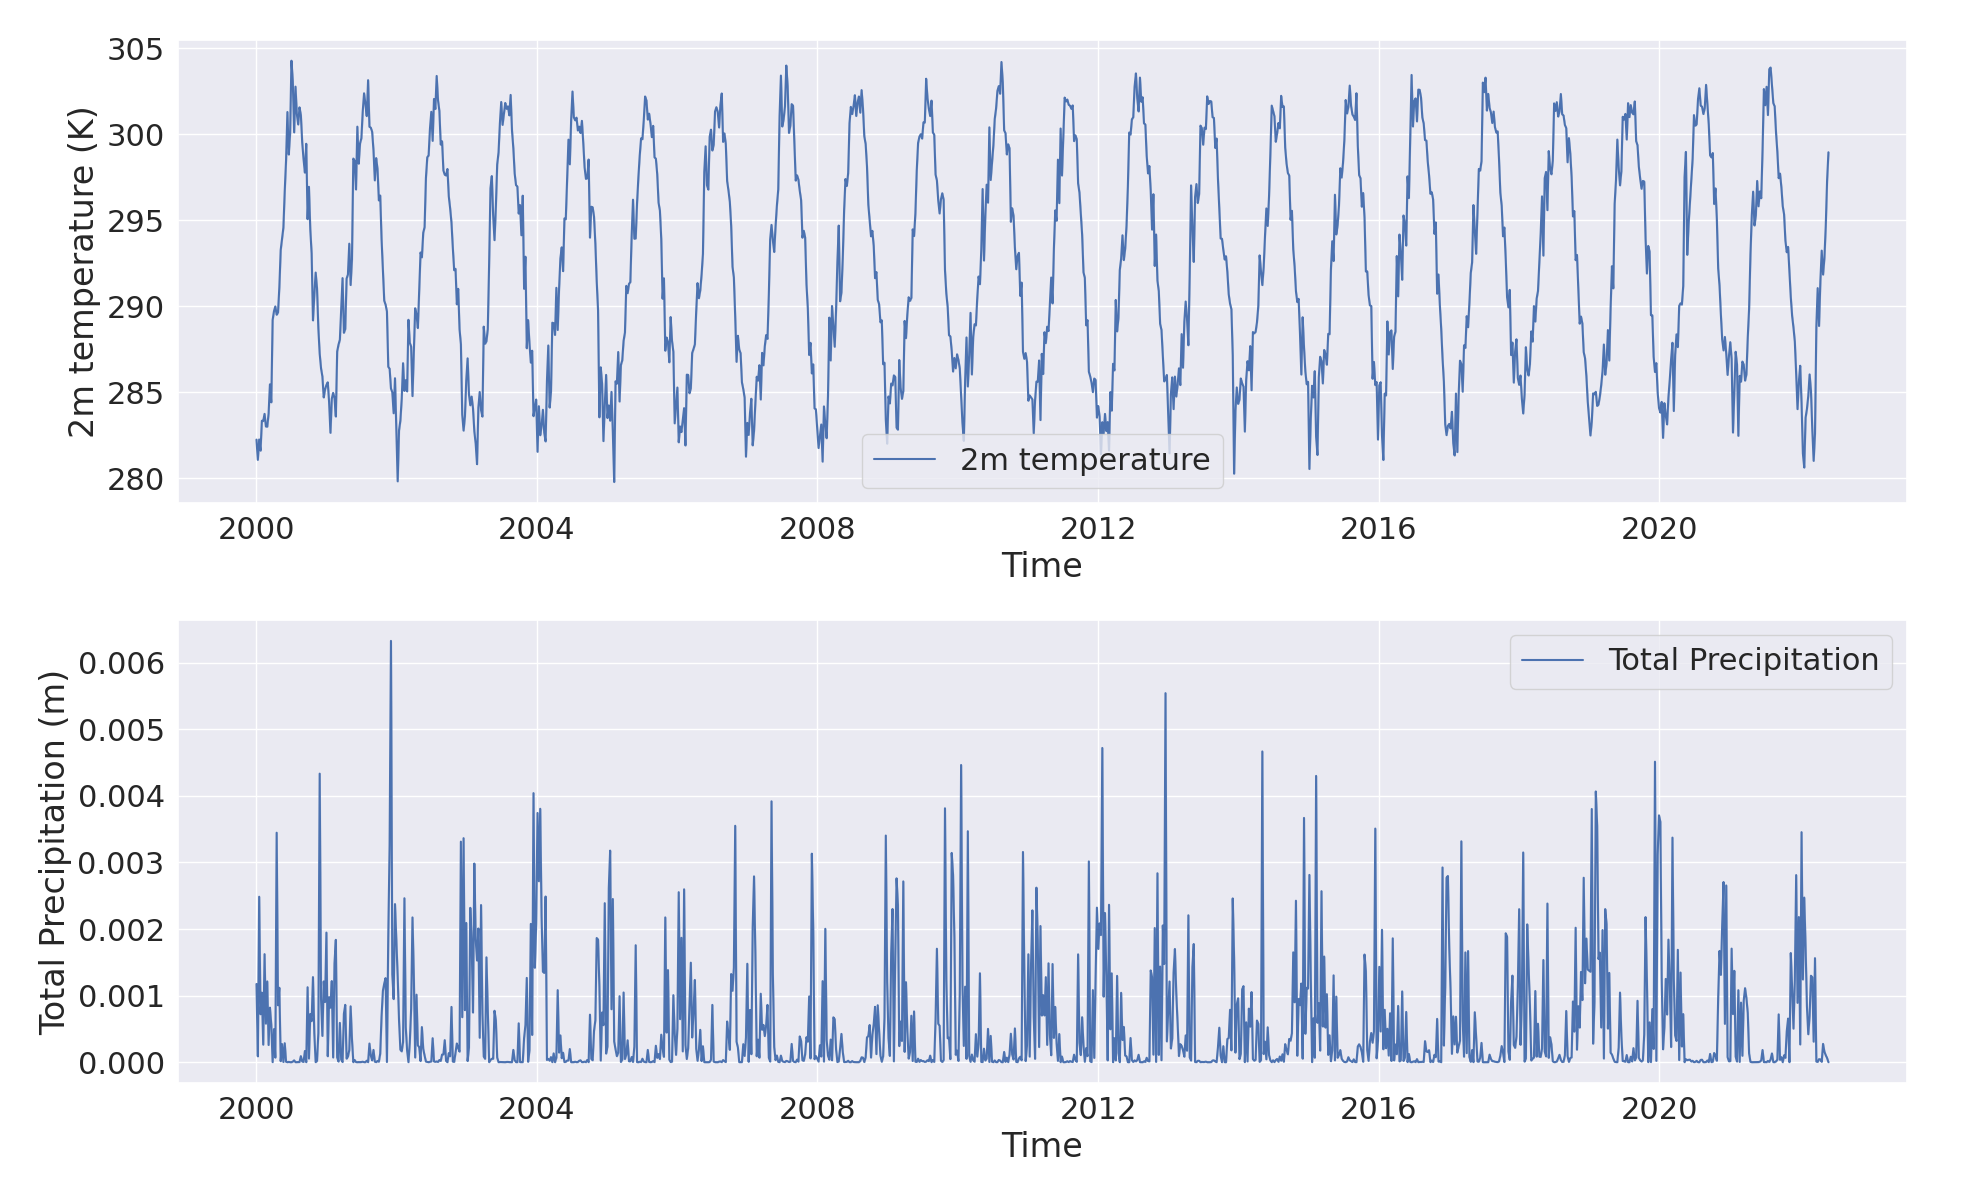 305
300
295
290
285
280
2m temperature (K)
2m temperature
2000 2004 2008 2012 2016 2020
Time
0.006
0.005
0.004
0.003
0.002
0.001
0.000
Total Precipitation (m)
Total Precipitation
2000 2004 2008 2012 2016 2020
Time